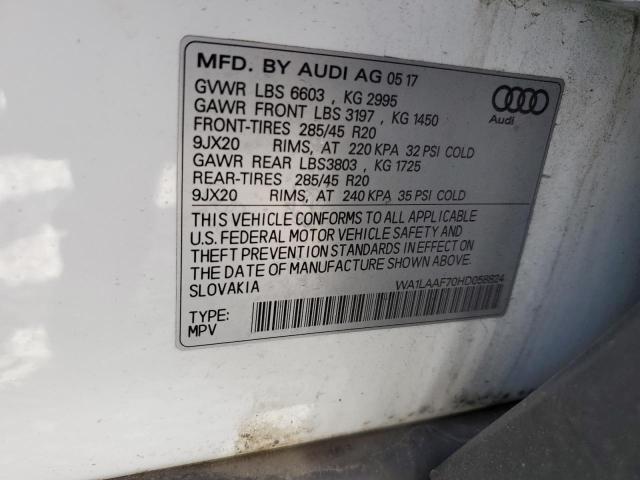 MFD. BY AUDI AG 05 17
GVWR LBS 6603 , KG 2995
GAWR FRONT LBS 3197 , KG 1450
FRONT-TIRES 285/45 R20
9JX20 RIMS, AT 220 KPA 32 PSI COLD
GAWR REAR LBS3803 , KG 1725
REAR-TIRES 285/45 R20
9JX20 RIMS, AT 240 KPA 35 PSI COLD
Audi
THIS VEHICLE CONFORMS TO ALL APPLICABLE
U.S. FEDERAL MOTOR VEHICLE SAFETY AND
THEFT PREVENTION STANDARDS IN EFFECT ON
THE DATE OF MANUFACTURE SHOWN ABOVE.
SLOVAKIA
WA1LAAF70HD058824
TYPE:
MPV